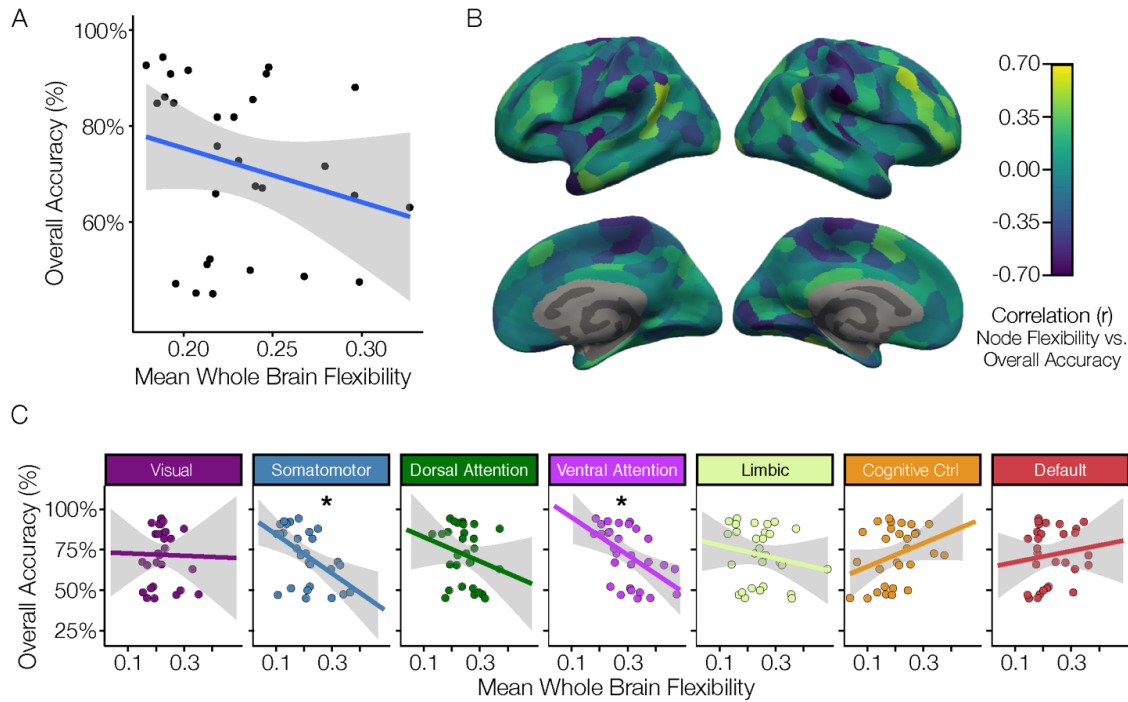 A
100%
80%
60%
Overall Accuracy (%)
0.20 0.25 0.30
Mean Whole Brain Flexibility
B
0.70
0.35
0.00
-0.35
-0.70
Correlation (r)
Node Flexibility vs.
Overall Accuracy
C
Visual Somatomotor Dorsal Attention Ventral Attention Limbic Cognitive Ctrl Default
* *
100%
75%
50%
25%
Overall Accuracy (%)
0.1 0.3 0.1 0.3 0.1 0.3 0.1 0.3 0.1 0.3 0.1 0.3 0.1 0.3
Mean Whole Brain Flexibility